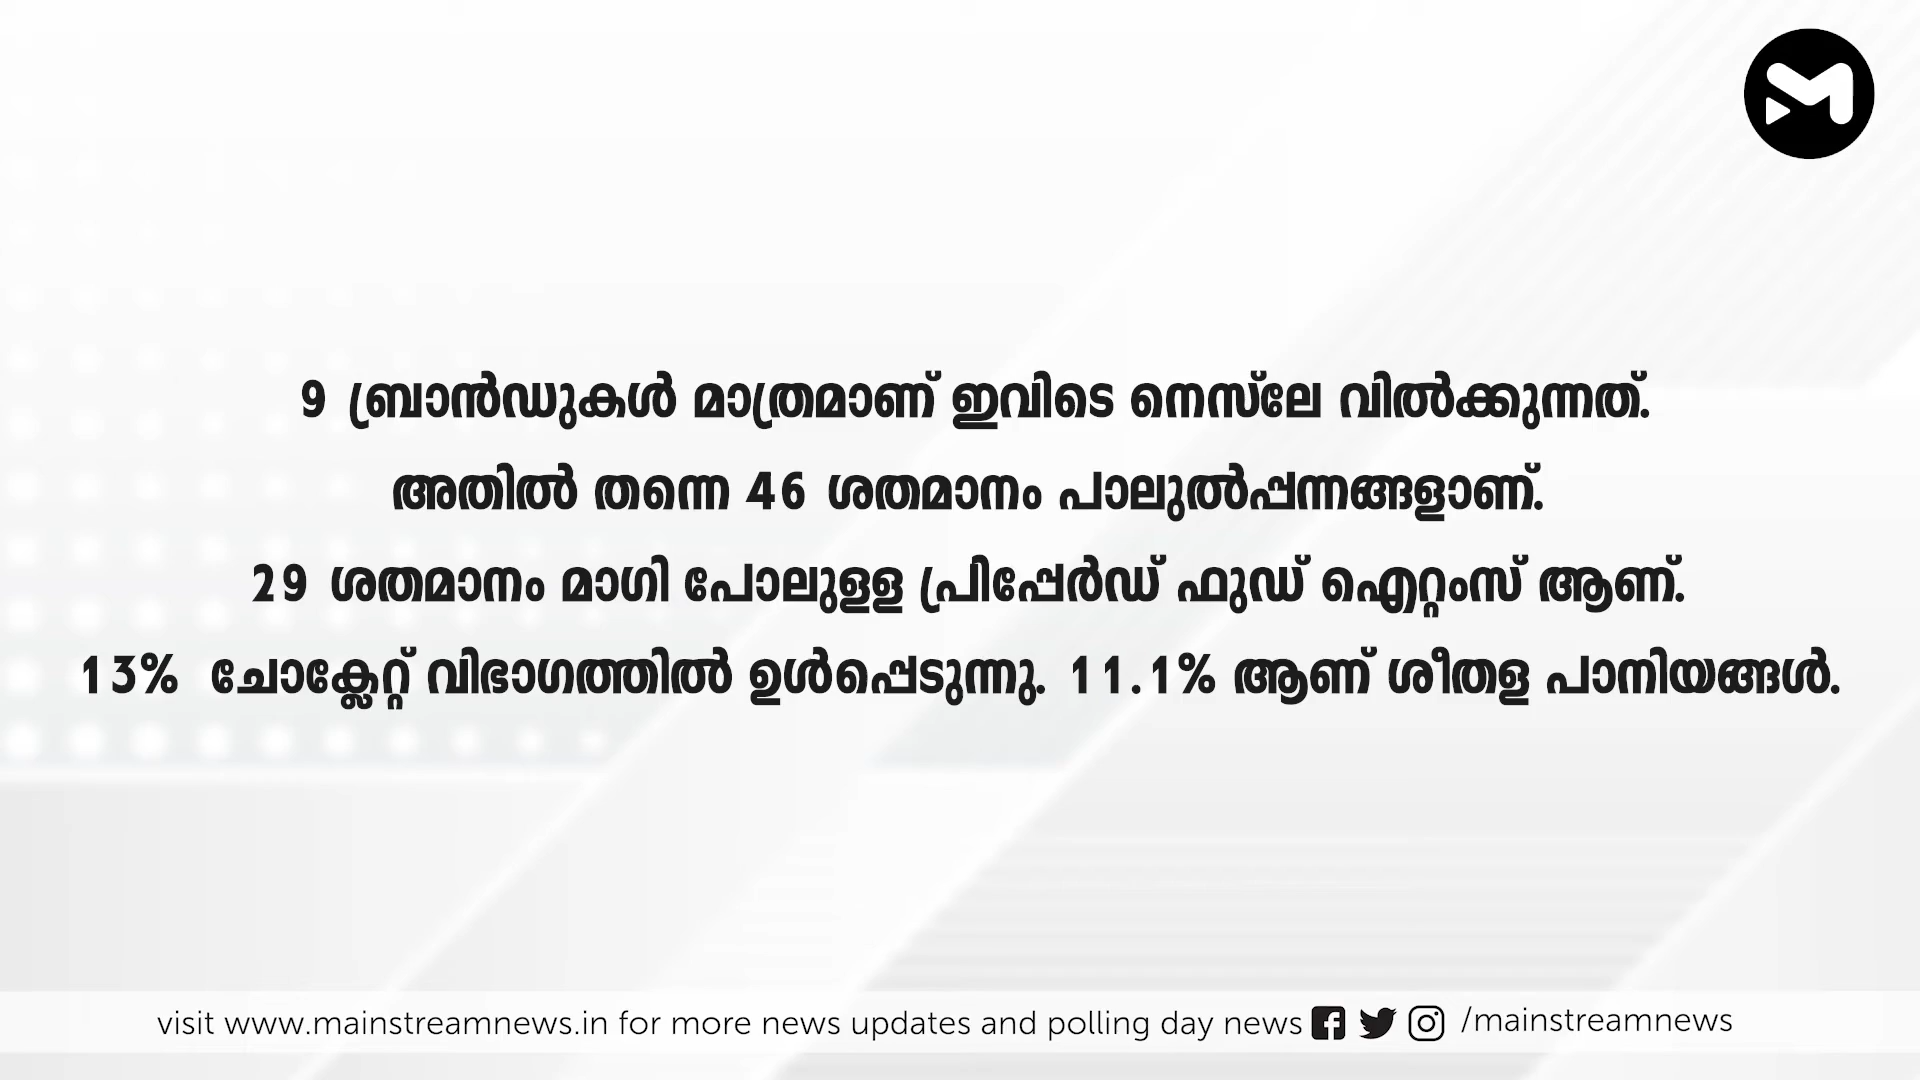 9 ബ്രാൻഡുകൾ മാത്രമാണ് ഇവിടെ നെസ്‌ലേ വിൽക്കുന്നത്.
അതിൽ തന്നെ 46 ശതമാനം പാലുൽപ്പന്നങ്ങളാണ്.
29 ശതമാനം മാഗി പോലുളള പ്രിപ്പേർഡ് ഫുഡ് ഐറ്റംസ് ആണ്.
13% ചോക്ലേറ്റ് വിഭാഗത്തിൽ ഉൾപ്പെടുന്നു. 11.1% ആണ് ശീതള പാനിയങ്ങൾ.
visit www.mainstreamnews.in for more news updates and polling day news /mainstreamnews